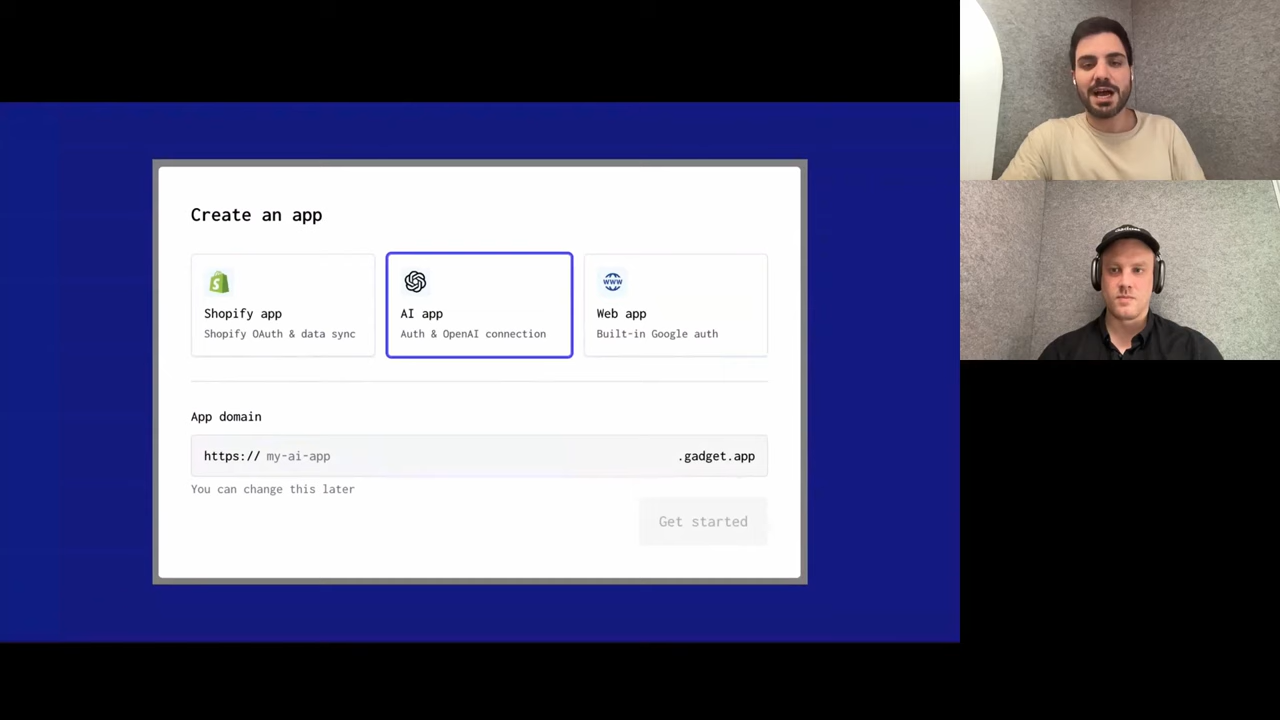 Create an app
Shopify app
Shopify OAuth & data sync
AI app
Auth & OpenAI connection
www
Web app
Built-in Google auth
App domain
https:// my-ai-app .gadget.app
You can change this later
Get started